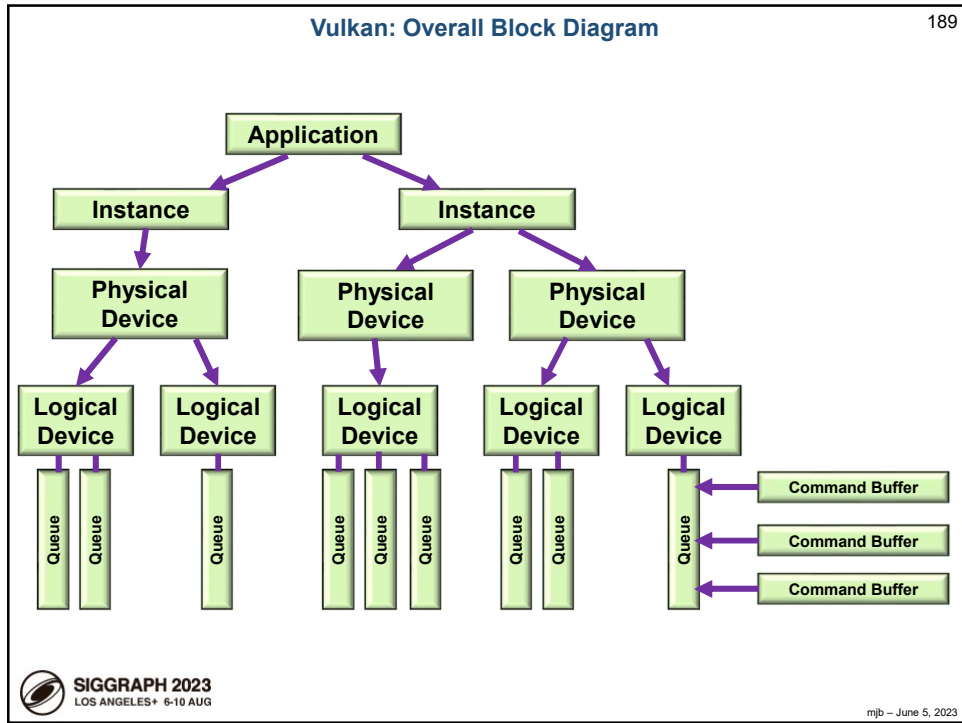 Vulkan: Overall Block Diagram
189
Application
Instance
Instance
Physical
Device
Physical
Device
Physical
Device
Logical
Device
Logical
Device
Logical
Device
Logical
Device
Logical
Device
Queue
Queue
Queue
Queue
Queue
Queue
Queue
Queue
Queue
Command Buffer
Command Buffer
Command Buffer
SIGGRAPH 2023
LOS ANGELES+ 6-10 AUG
mjb – June 5, 2023